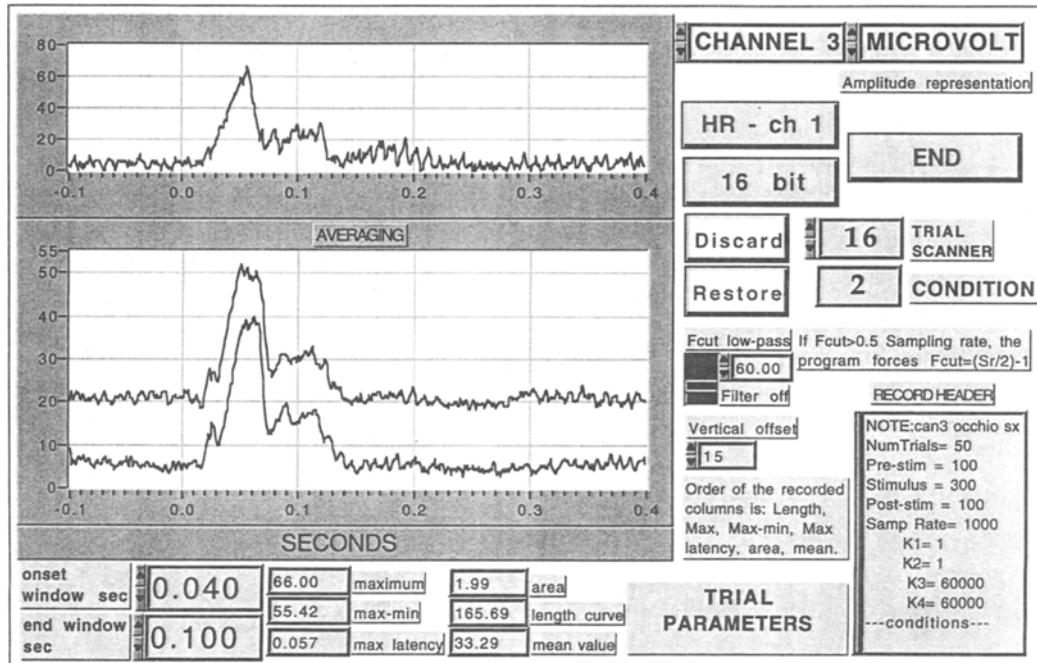 80
60
40
20
0
-0.1 0.0 0.1 0.2 0.3 0.4
AVERAGING
55
50
40
30
20
10
0
-0.1 0.0 0.1 0.2 0.3 0.4
SECONDS
CHANNEL 3 MICROVOLT
Amplitude representation
HR - ch 1
END
16 bit
Discard 16 TRIAL
SCANNER
Restore 2 CONDITION
Fcut low-pass
60.00
Filter off
If Fcut>0.5 Sampling rate, the
program forces Fcut=(Sr/2)-1
Vertical offset
15
Order of the recorded
columns is: Length,
Max, Max-min, Max
latency, area, mean.
RECORD HEADER
NOTE:can3 occhio sx
NumTrials= 50
Pre-stim = 100
Stimulus = 300
Post-stim = 100
Samp Rate= 1000
K1= 1
K2= 1
K3= 60000
K4= 60000
---conditions---
onset
window sec
0.040
end window
sec
0.100
66.00 maximum
55.42 max-min
0.057 max latency
1.99 area
165.69 length curve
33.29 mean value
TRIAL
PARAMETERS